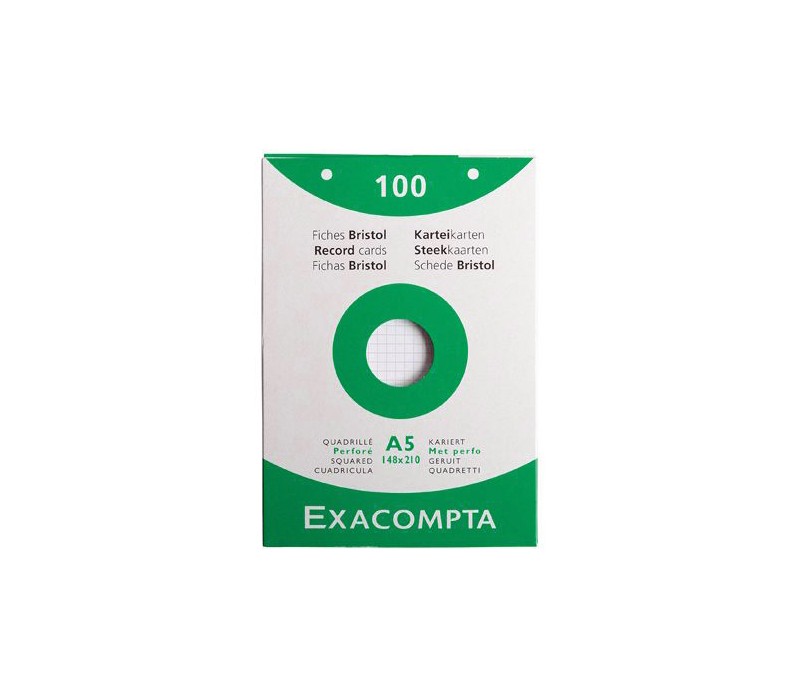 100
Fiches Bristol
Record cards
Fichas Bristol
Karteikarten
Steekkaarten
Schede Bristol
QUADRILLÉ
Perforé
SQUARED
CUADRICULA
A5
148x210
KARIERT
Met perfo
GERUIT
QUADRETTI
EXACOMPTA